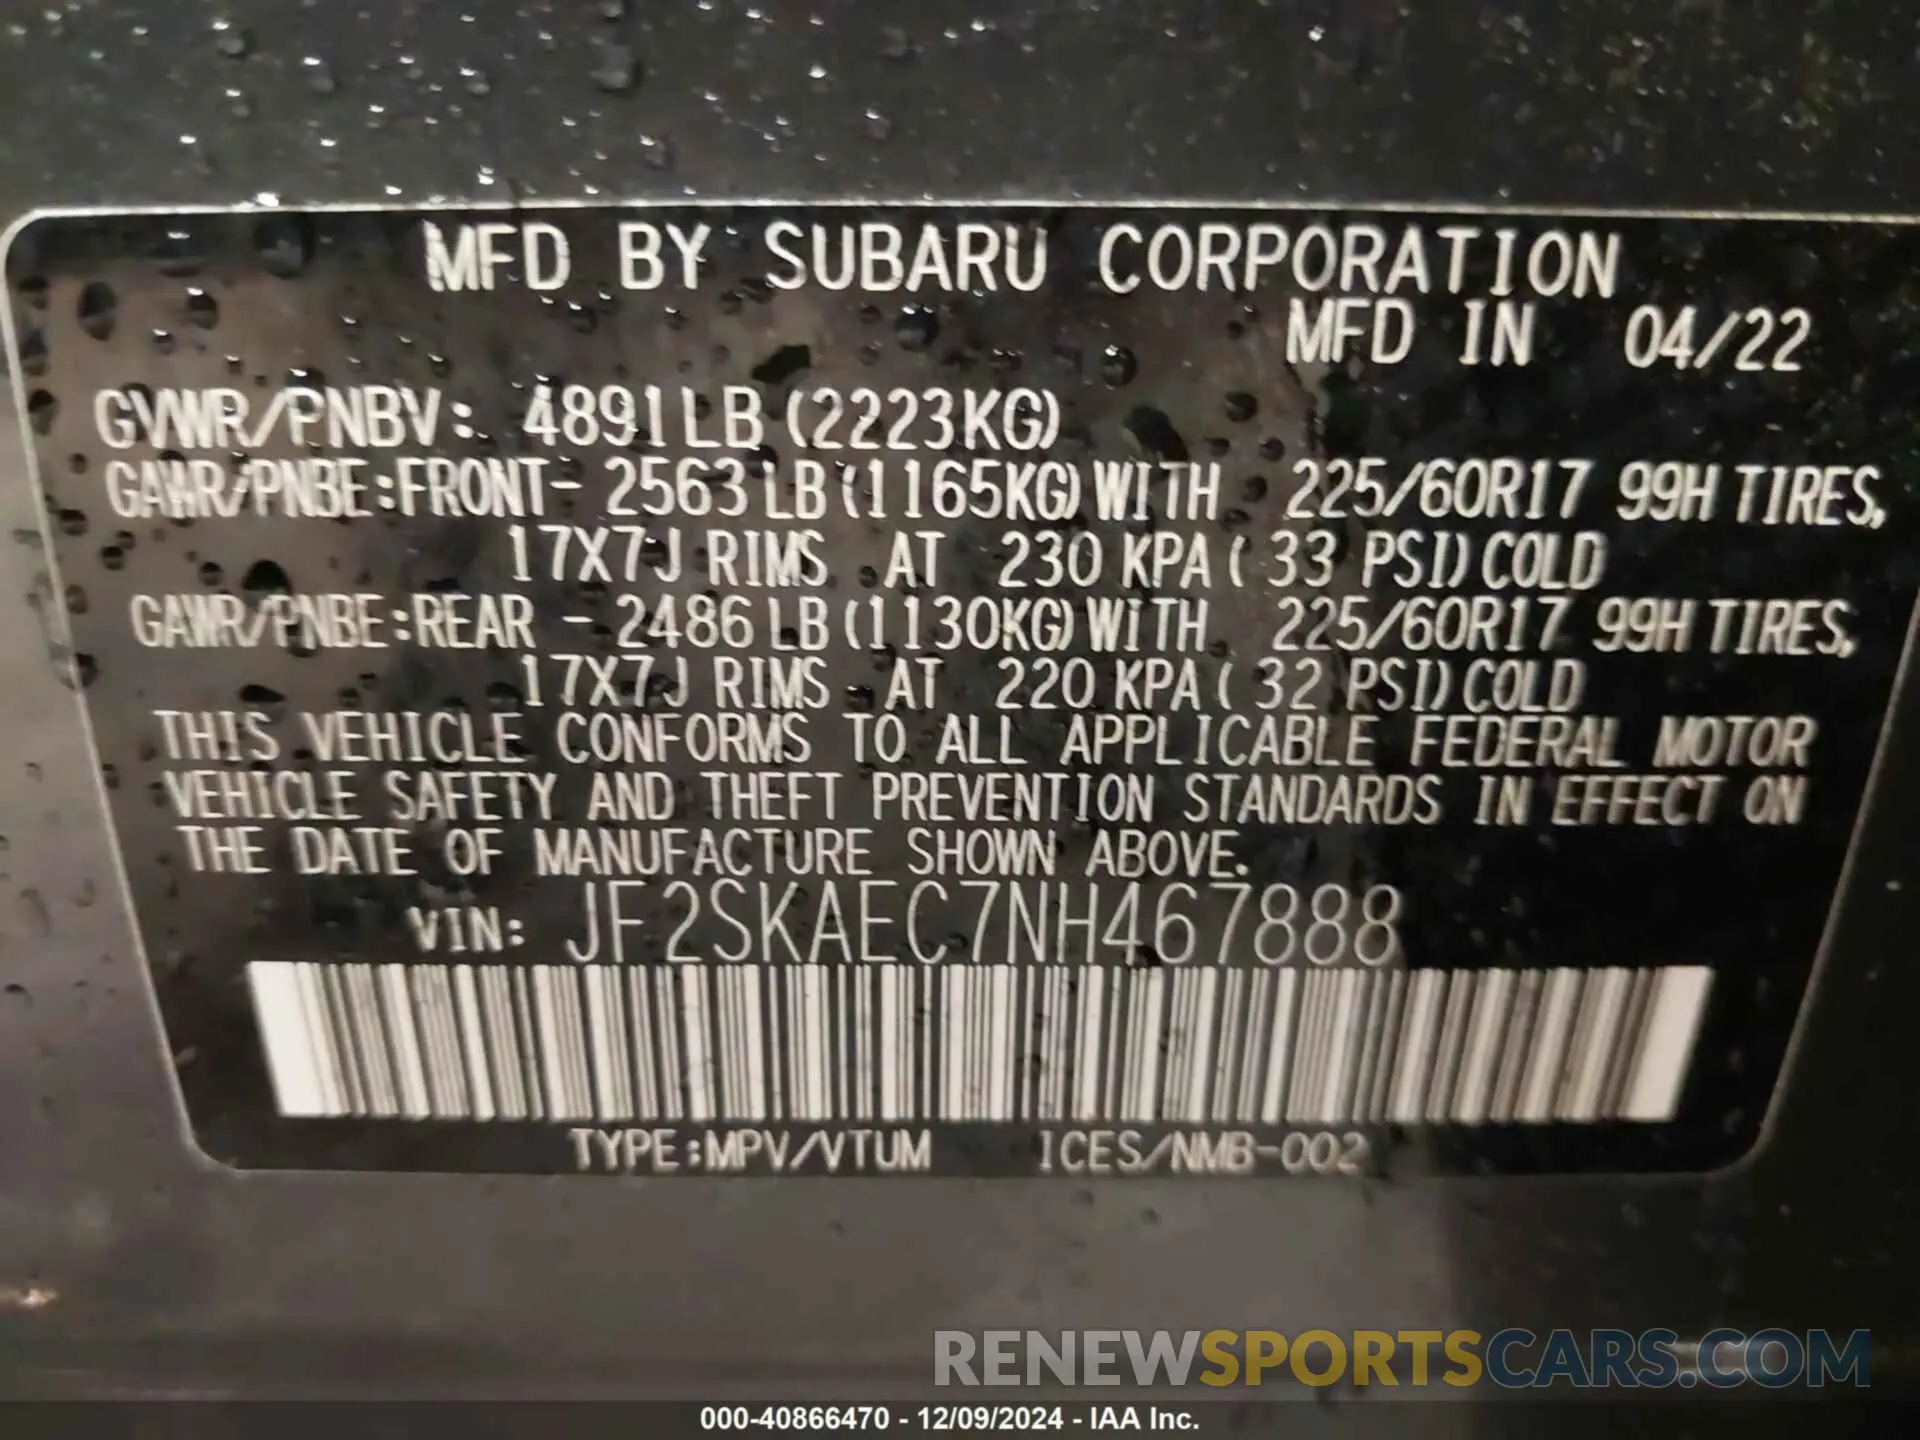 MFD BY SUBARU CORPORATION
MFD IN 04/22
GVWR/PNBV: 4891LB (2223KG)
GAWR/PNBE:FRONT- 2563LB(1165KG)WITH 225/60R17 99H TIRES,
17X7J RIMS AT 230 KPA( 33 PSI)COLD
GAWR/PNBE:REAR - 2486LB(1130KG)WITH 225/60R17 99H TIRES,
17X7J RIMS AT 220 KPA( 32 PSI)COLD
THIS VEHICLE CONFORMS TO ALL APPLICABLE FEDERAL MOTOR
VEHICLE SAFETY AND THEFT PREVENTION STANDARDS IN EFFECT ON
THE DATE OF MANUFACTURE SHOWN ABOVE.
VIN: JF2SKAEC7NH467888
TYPE:MPV/VTUM ICES/NMB-002
RENEWSPORTSCARS.COM
000-40866470 - 12/09/2024 - IAA Inc.